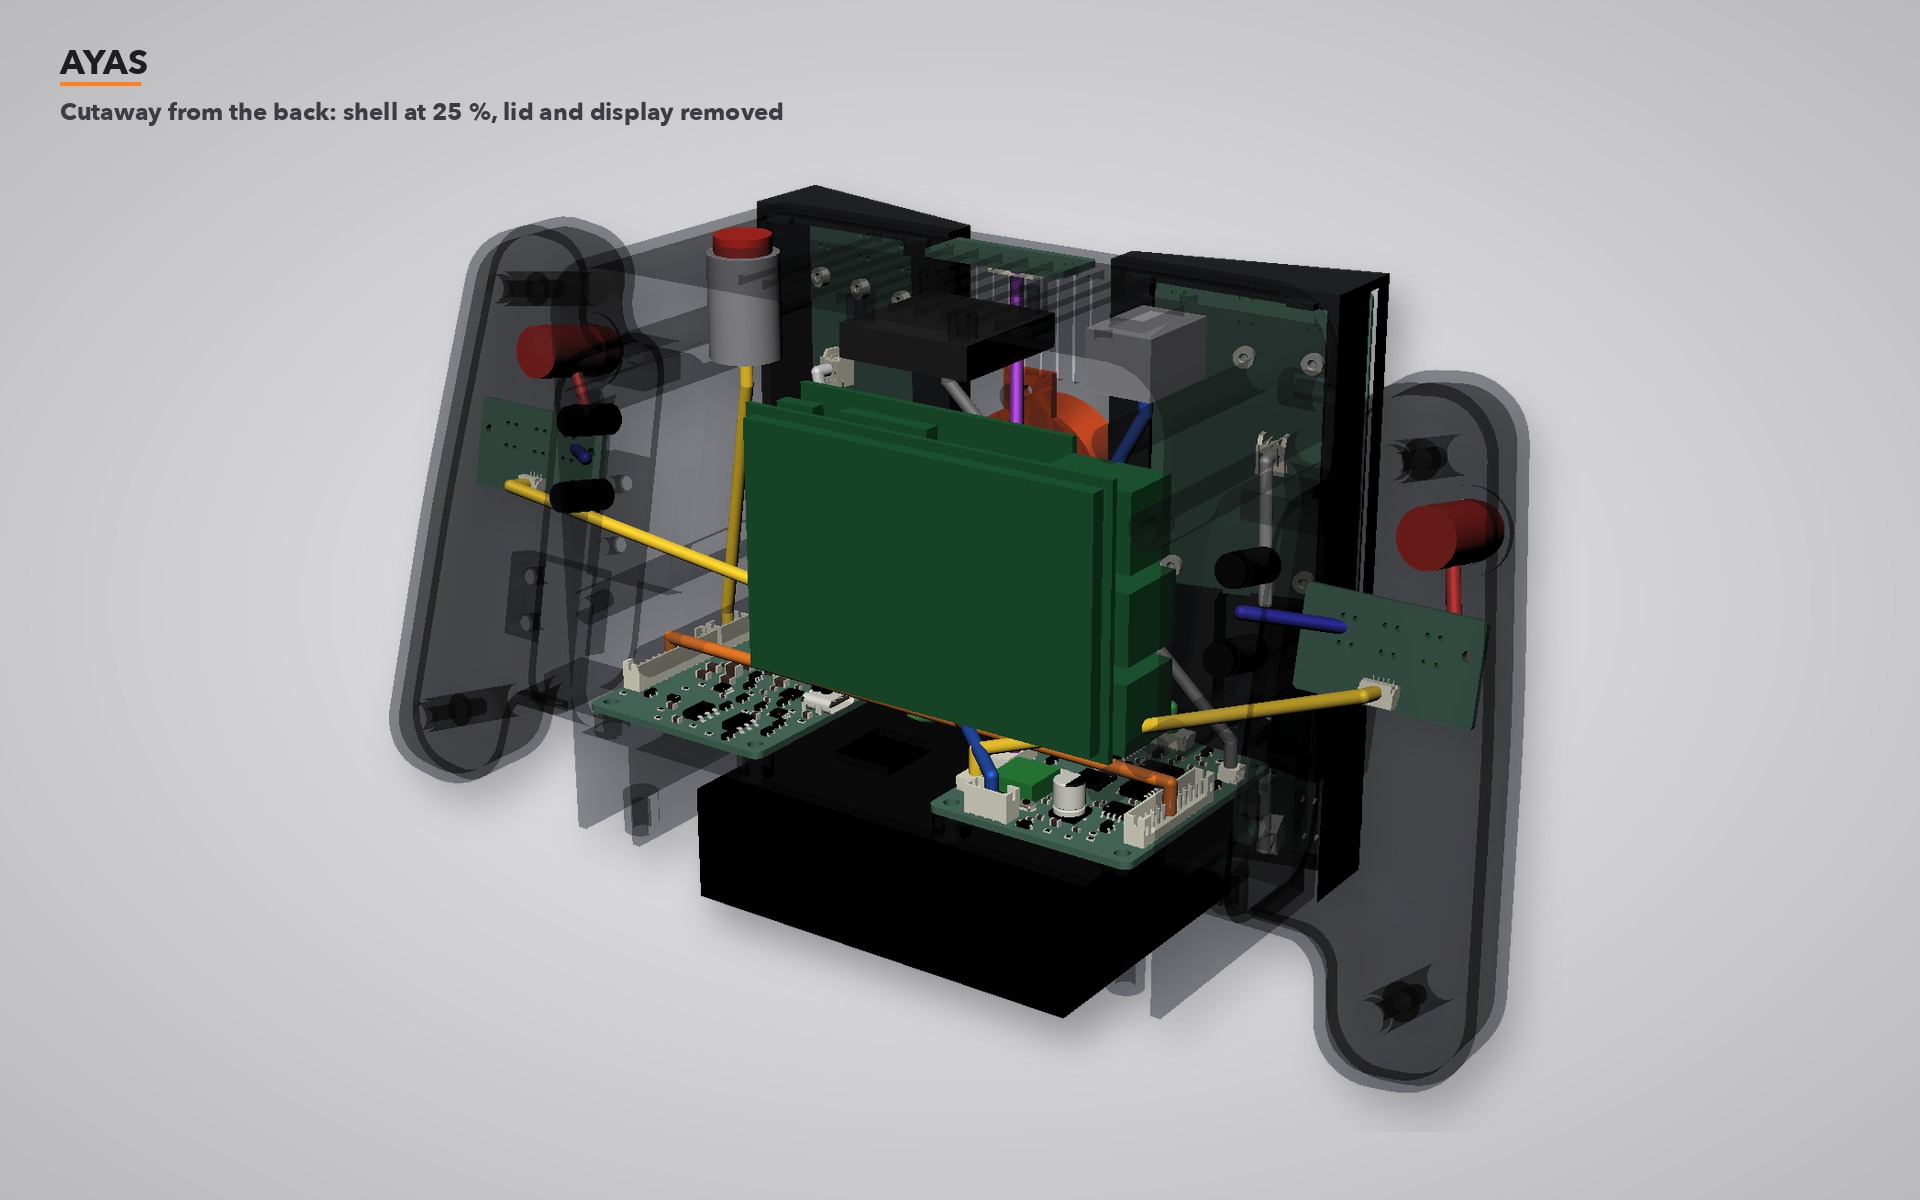 AYAS
Cutaway from the back: shell at 25 %, lid and display removed